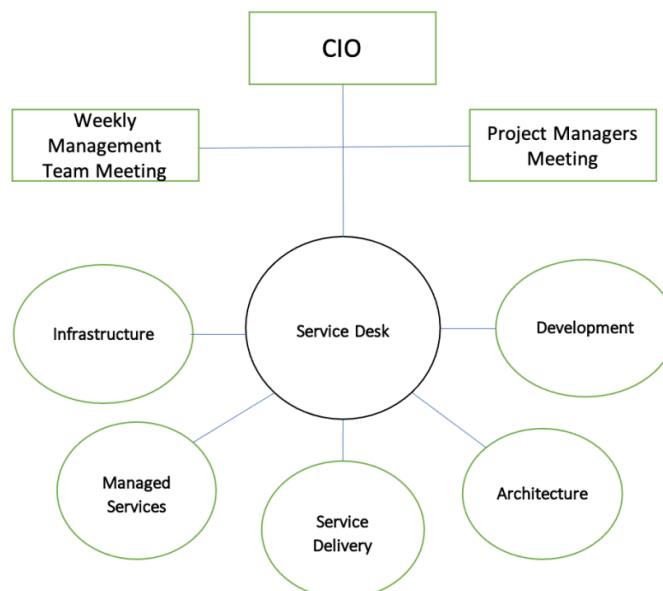 CIO
Weekly
Management
Team Meeting
Project Managers
Meeting
Infrastructure
Service Desk
Development
Managed
Services
Service
Delivery
Architecture